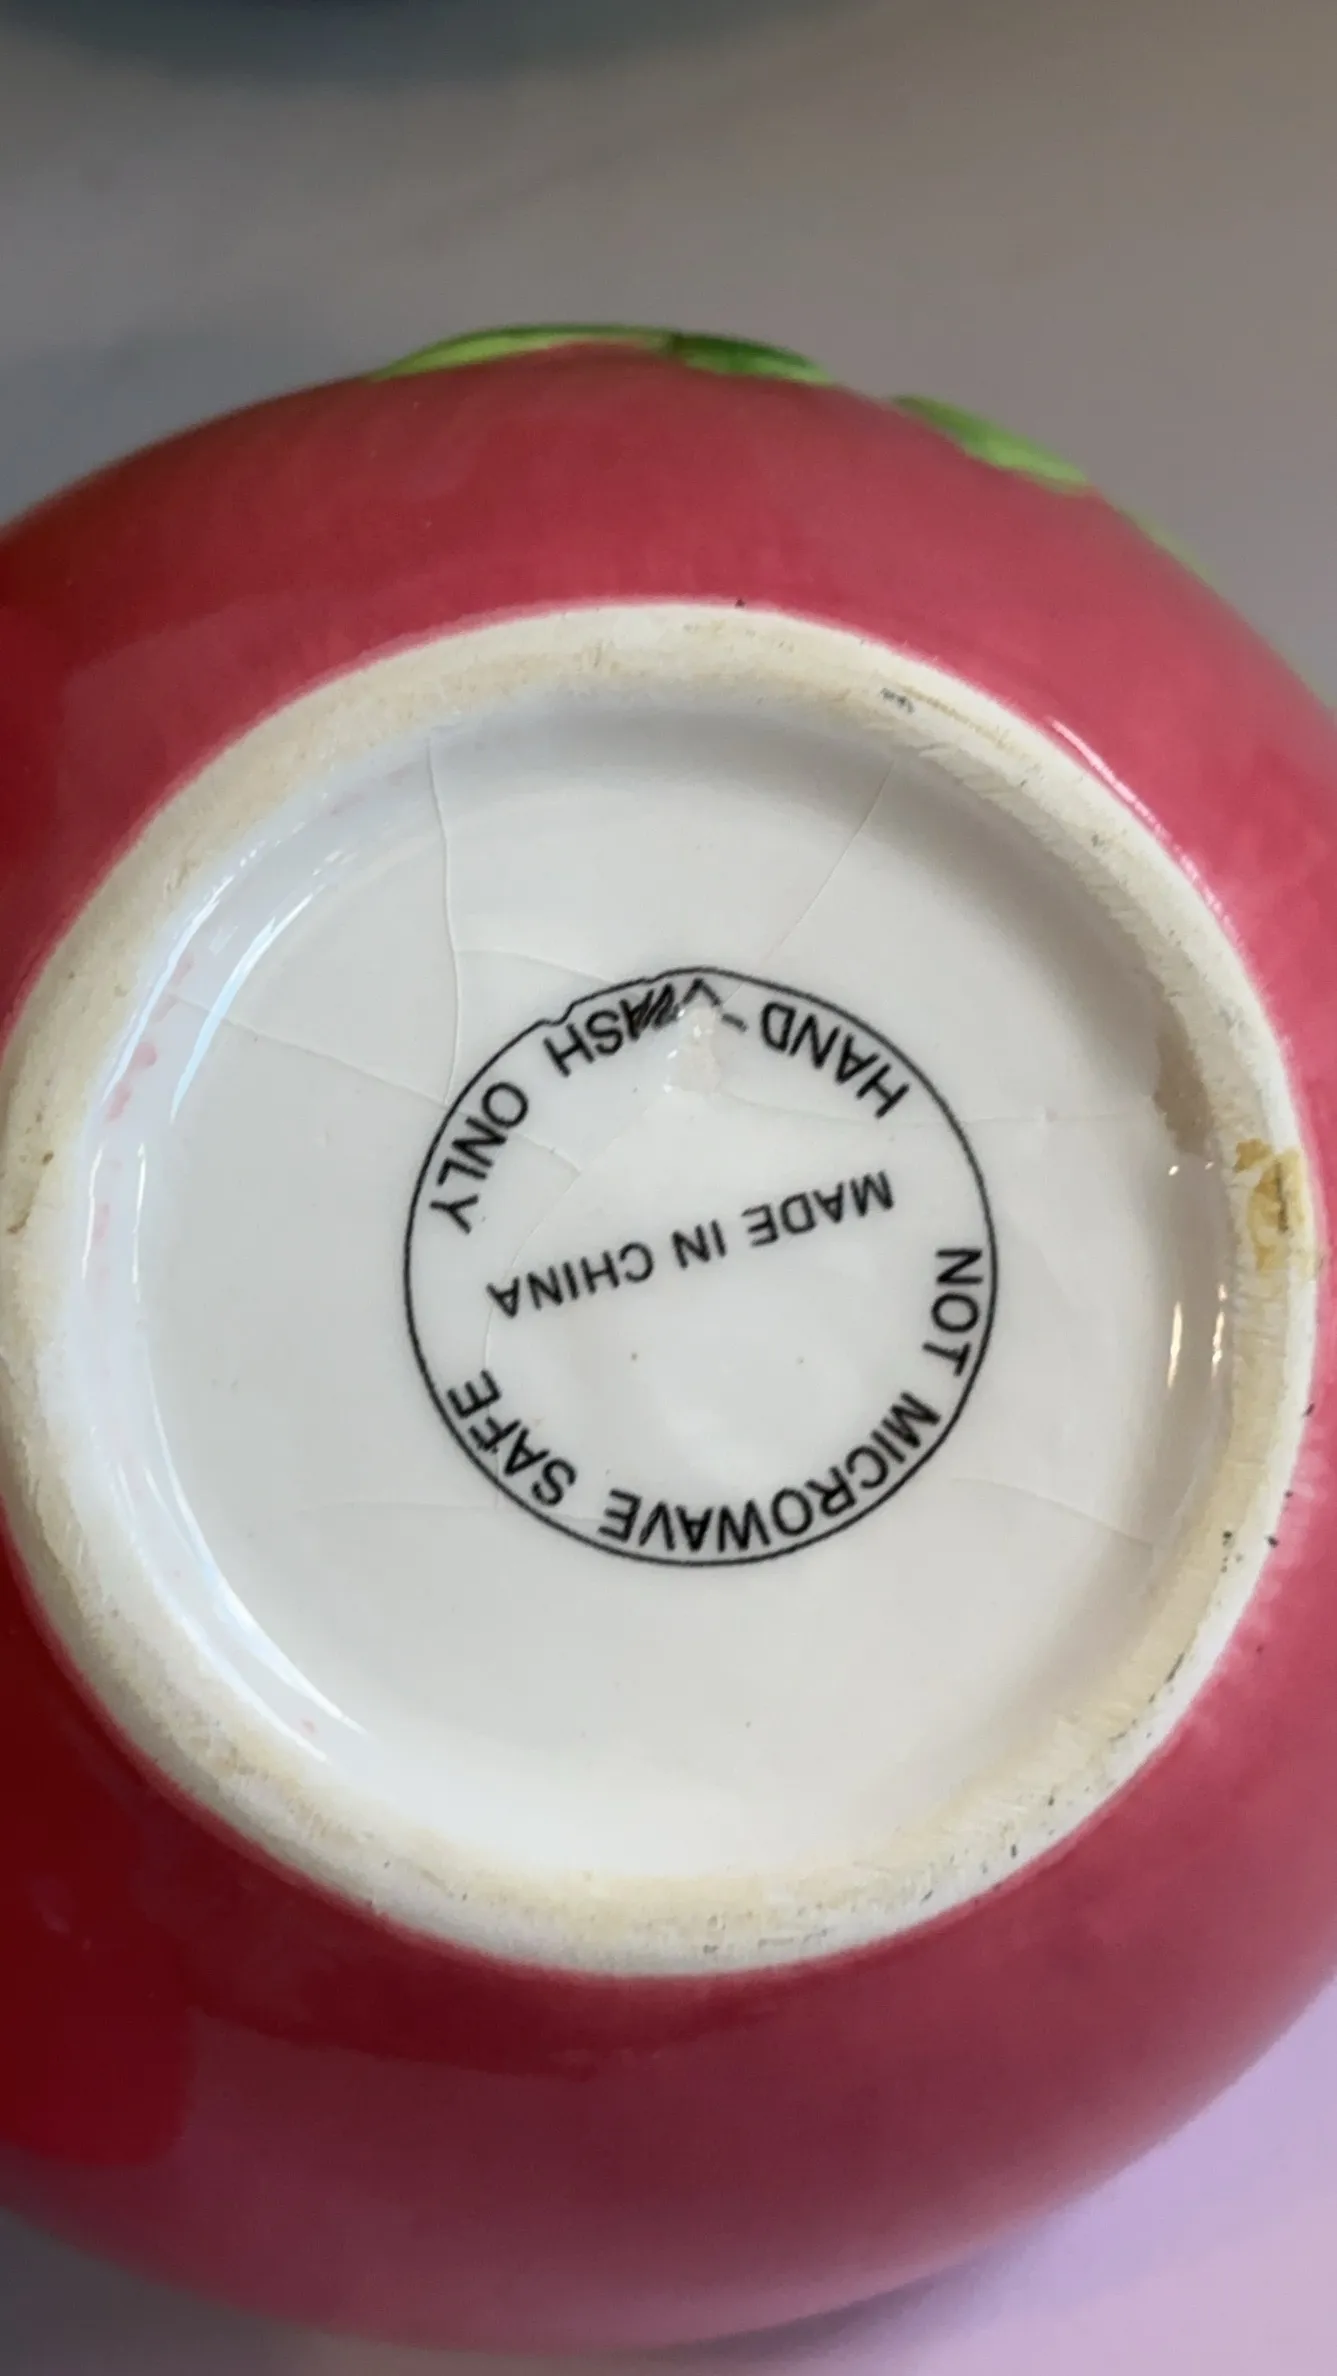 HAND WASH ONLY
MADE IN CHINA
NOT MICROWAVE SAFE